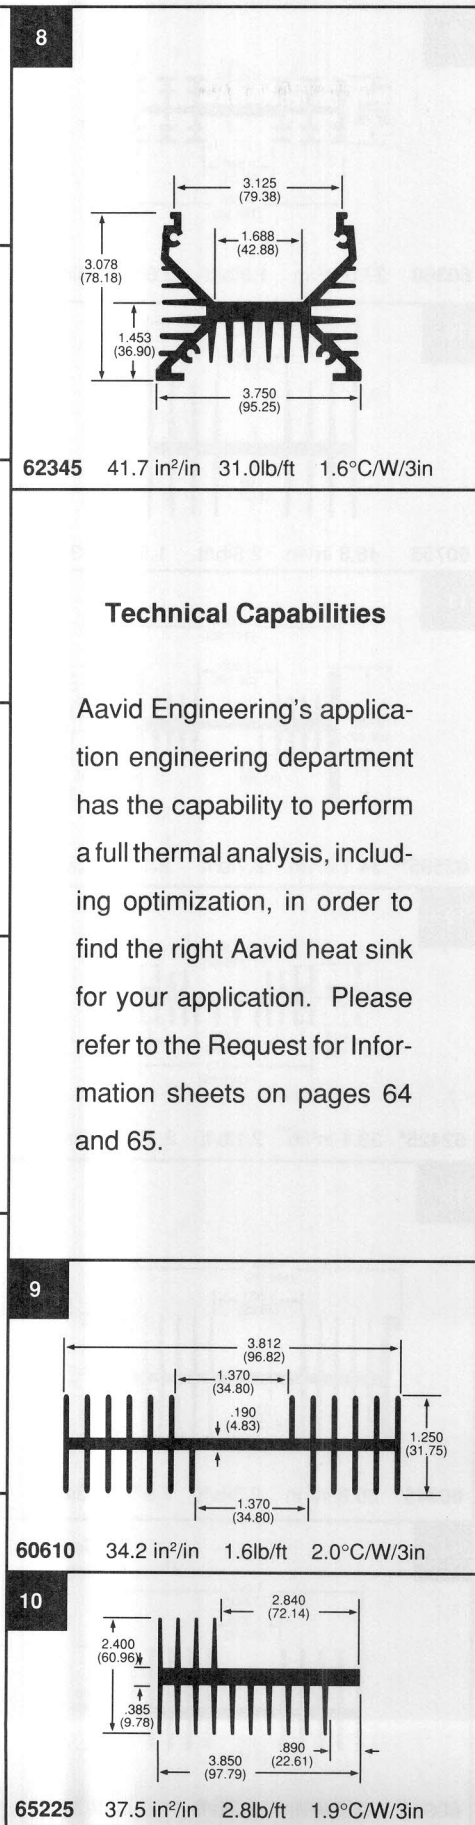 8
3.125
(79.38)
1.688
(42.88)
3.078
(78.18)
1.453
(36.90)
3.750
(95.25)
62345 41.7 in²/in 31.0lb/ft 1.6°C/W/3in
Technical Capabilities
Aavid Engineering's applica-
tion engineering department
has the capability to perform
a full thermal analysis, includ-
ing optimization, in order to
find the right Aavid heat sink
for your application. Please
refer to the Request for Infor-
mation sheets on pages 64
and 65.
9
3.812
(96.82)
1.370
(34.80)
.190
(4.83)
1.250
(31.75)
1.370
(34.80)
60610 34.2 in²/in 1.6lb/ft 2.0°C/W/3in
10
2.840
(72.14)
2.400
(60.96)
.385
(9.78)
.890
(22.61)
3.850
(97.79)
65225 37.5 in²/in 2.8lb/ft 1.9°C/W/3in